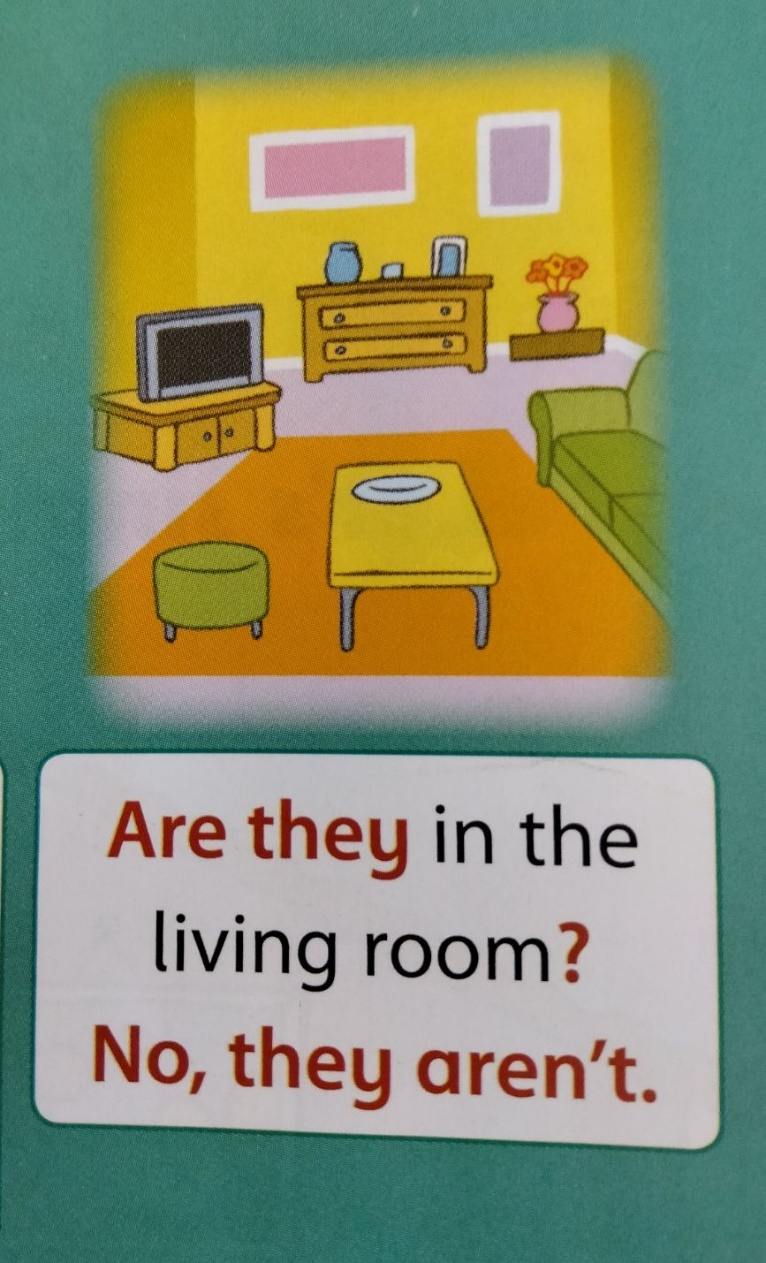 Are they in the
living room?
No, they aren't.